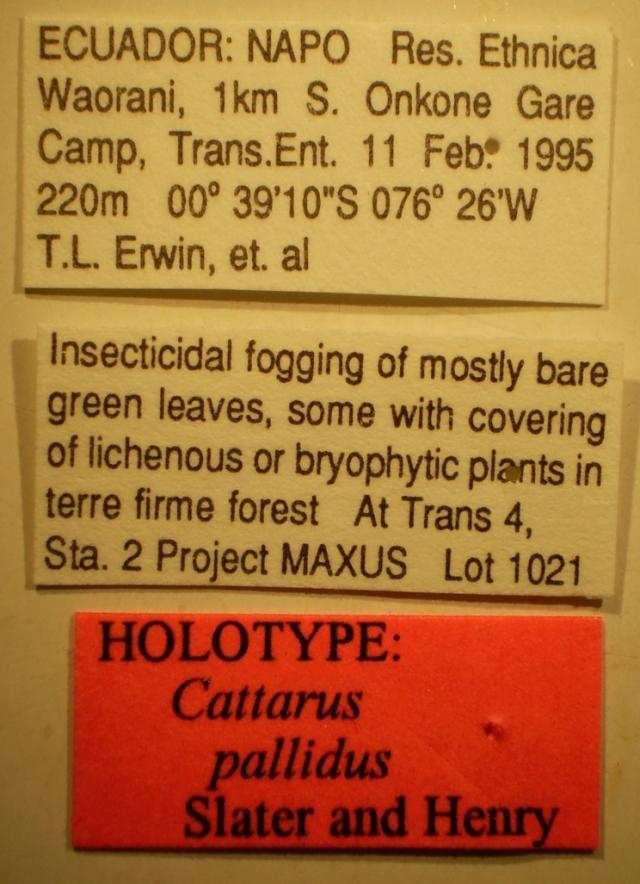 ECUADOR: NAPO Res. Ethnica
Waorani, 1km S. Onkone Gare
Camp, Trans.Ent. 11 Feb. 1995
220m 00° 39'10"S 076° 26'W
T.L. Erwin, et. al
Insecticidal fogging of mostly bare
green leaves, some with covering
of lichenous or bryophytic plants in
terre firme forest At Trans 4,
Sta. 2 Project MAXUS Lot 1021
HOLOTYPE:
Cattarus
pallidus
Slater and Henry